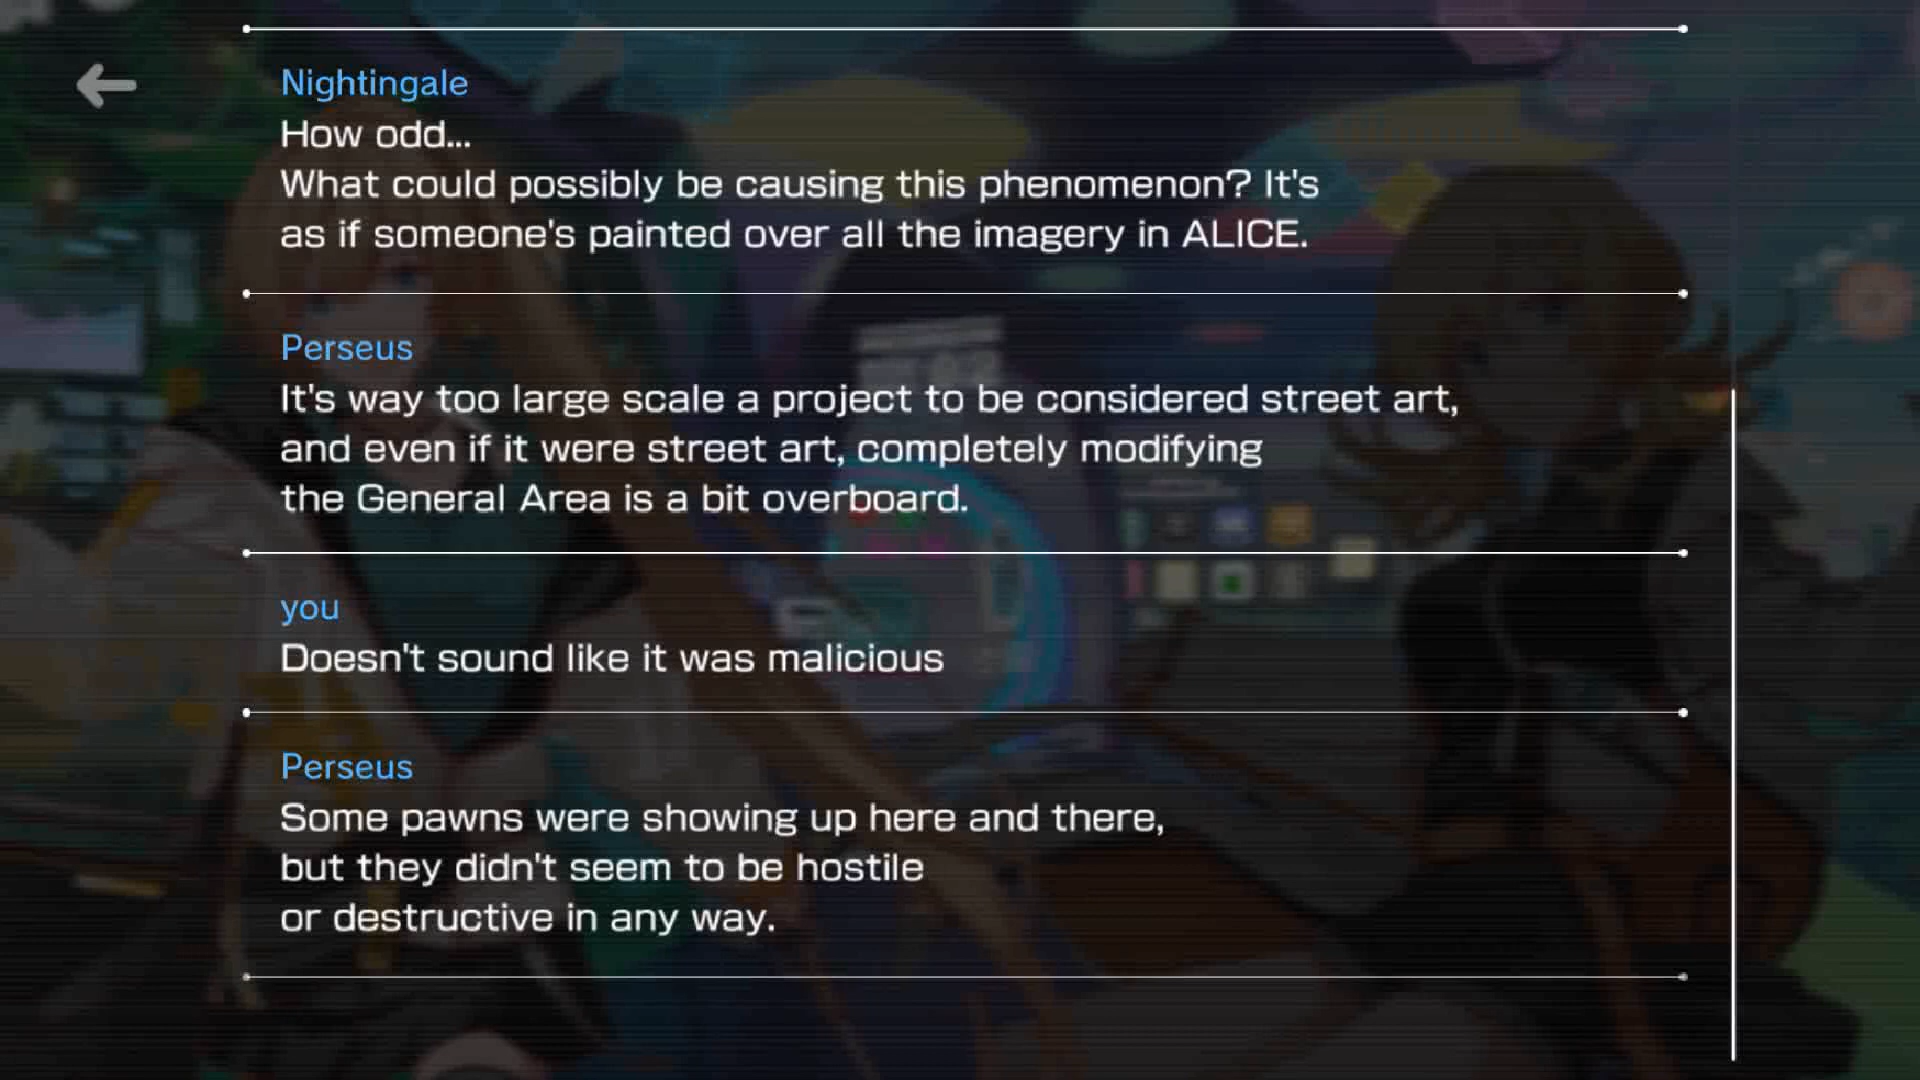 Nightingale
How odd...
What could possibly be causing this phenomenon? It's
as if someone's painted over all the imagery in ALICE.
Perseus
It's way too large scale a project to be considered street art,
and even if it were street art, completely modifying
the General Area is a bit overboard.
you
Doesn't sound like it was malicious
Perseus
Some pawns were showing up here and there,
but they didn't seem to be hostile
or destructive in any way.